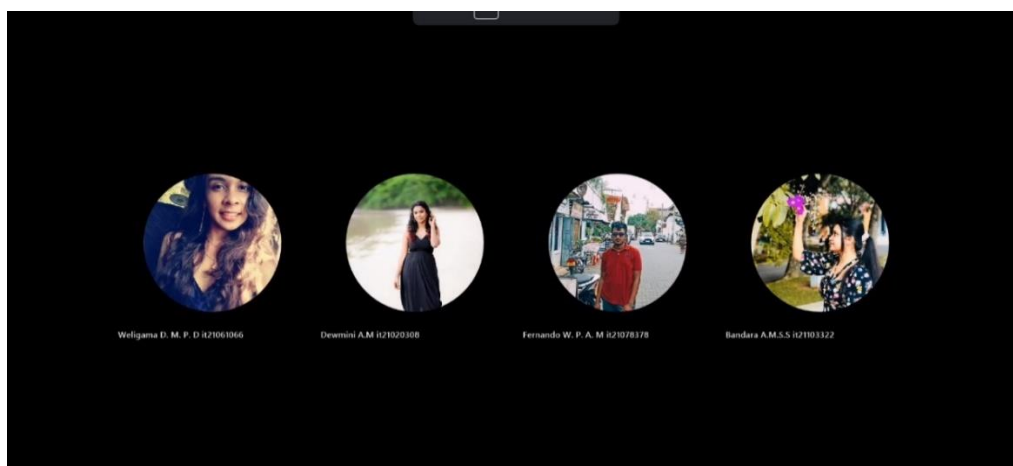 Weligama D. M. P. D it21061066
Dewmini A.M it21020308
Fernando W. P. A. M it21078378
Bandara A.M.S.S it21103322